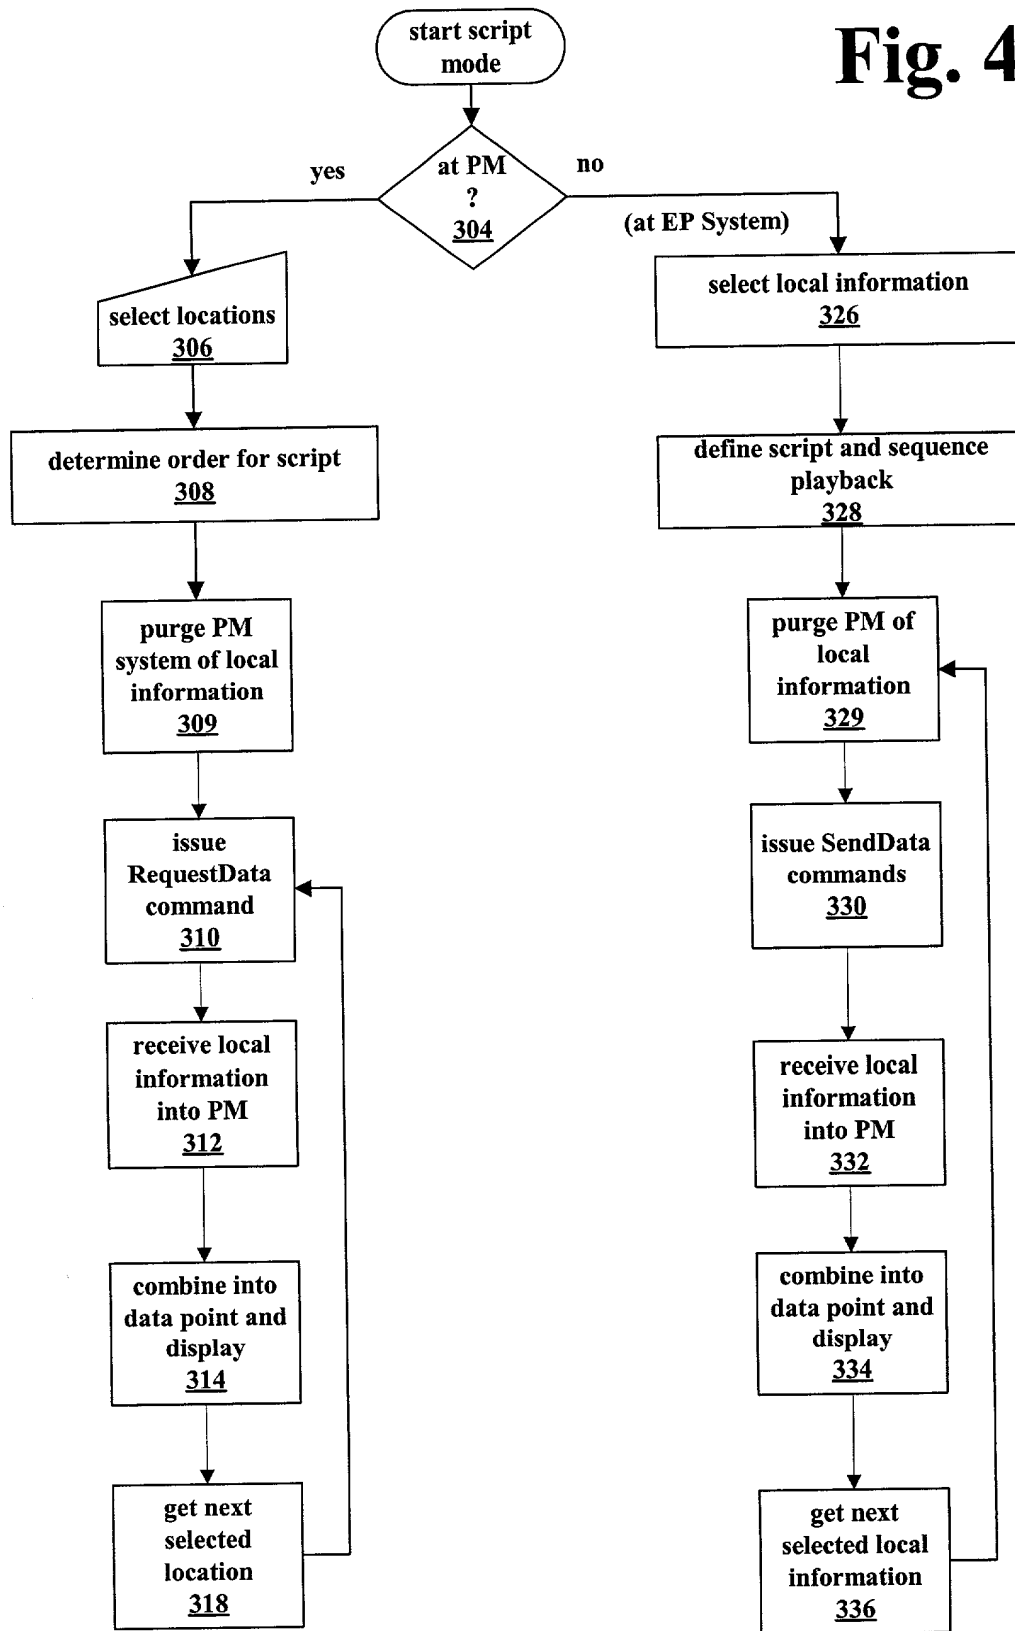 start script
mode
Fig. 4
at PM
?
304
yes
no
(at EP System)
select locations
306
determine order for script
308
purge PM
system of local
information
309
issue
RequestData
command
310
receive local
information
into PM
312
combine into
data point and
display
314
get next
selected
location
318
select local information
326
define script and sequence
playback
328
purge PM of
local
information
329
issue SendData
commands
330
receive local
information
into PM
332
combine into
data point and
display
334
get next
selected local
information
336